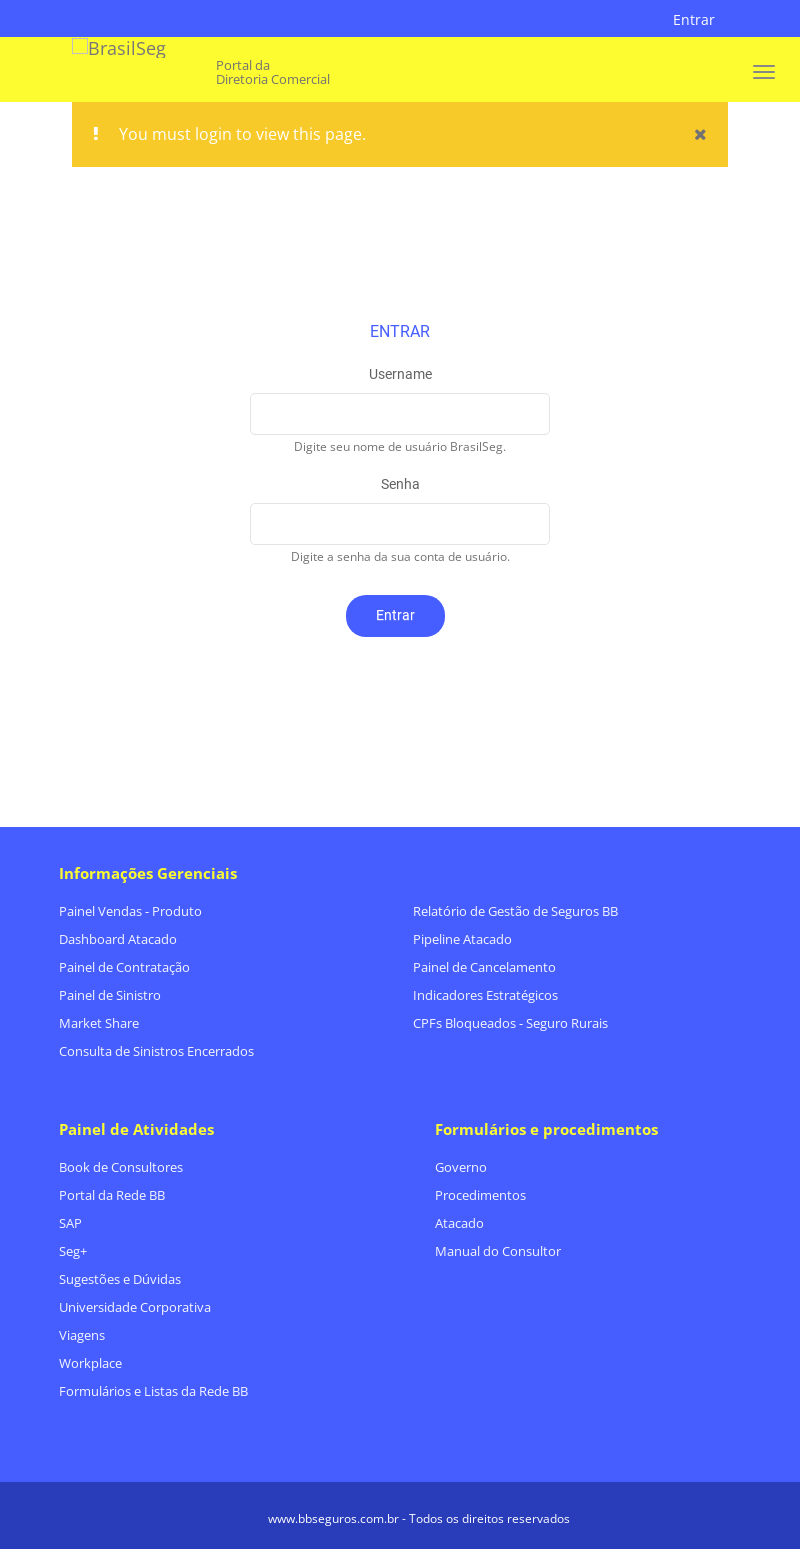 Entrar
BrasilSeg
Portal da
Diretoria Comercial
You must login to view this page.
ENTRAR
Username
Digite seu nome de usuário BrasilSeg.
Senha
Digite a senha da sua conta de usuário.
Entrar
Informações Gerenciais
Painel Vendas - Produto
Dashboard Atacado
Painel de Contratação
Painel de Sinistro
Market Share
Consulta de Sinistros Encerrados
Relatório de Gestão de Seguros BB
Pipeline Atacado
Painel de Cancelamento
Indicadores Estratégicos
CPFs Bloqueados - Seguro Rurais
Painel de Atividades
Book de Consultores
Portal da Rede BB
SAP
Seg+
Sugestões e Dúvidas
Universidade Corporativa
Viagens
Workplace
Formulários e Listas da Rede BB
Formulários e procedimentos
Governo
Procedimentos
Atacado
Manual do Consultor
www.bbseguros.com.br - Todos os direitos reservados